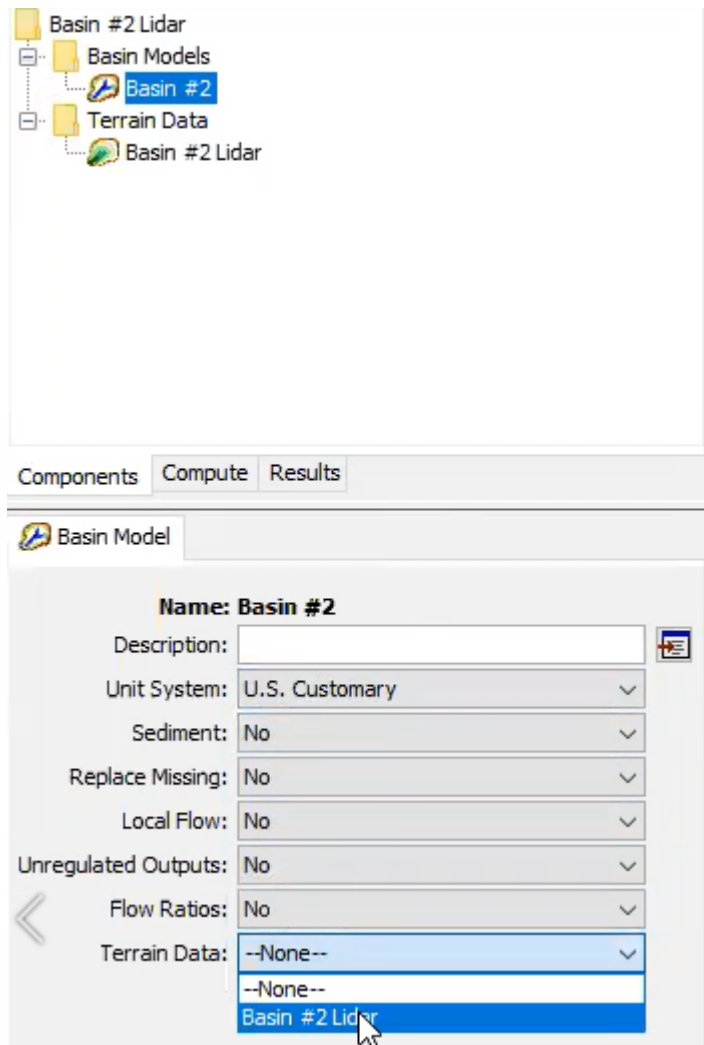 Basin #2 Lidar
Basin Models
Basin #2
Terrain Data
Basin #2 Lidar
Components Compute Results
Basin Model
Name: Basin #2
Description:
Unit System: U.S. Customary
Sediment: No
Replace Missing: No
Local Flow: No
Unregulated Outputs: No
Flow Ratios: No
Terrain Data: --None--
--None--
Basin #2 Lidar